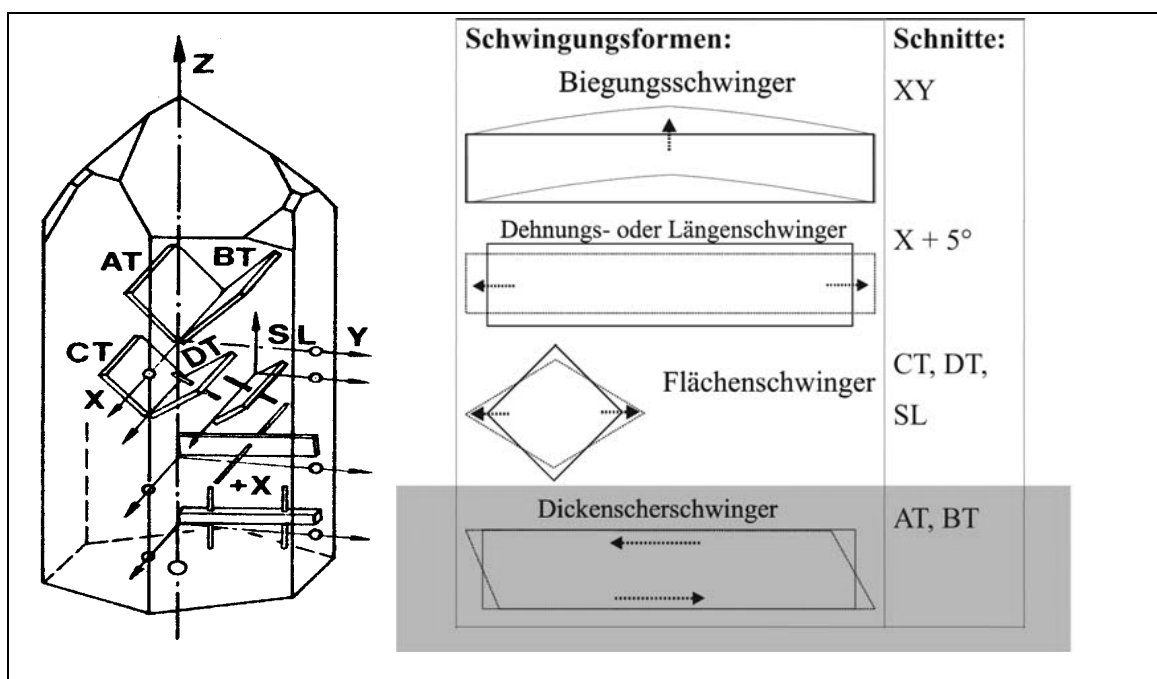 Z
AT
BT
CT
DT
SL
Y
X
+X
Schwingungsformen:
Schnitte:
Biegungsschwinger
XY
Dehnungs- oder Längenschwinger
X + 5°
Flächenschwinger
CT, DT,
SL
Dickenscherschwinger
AT, BT